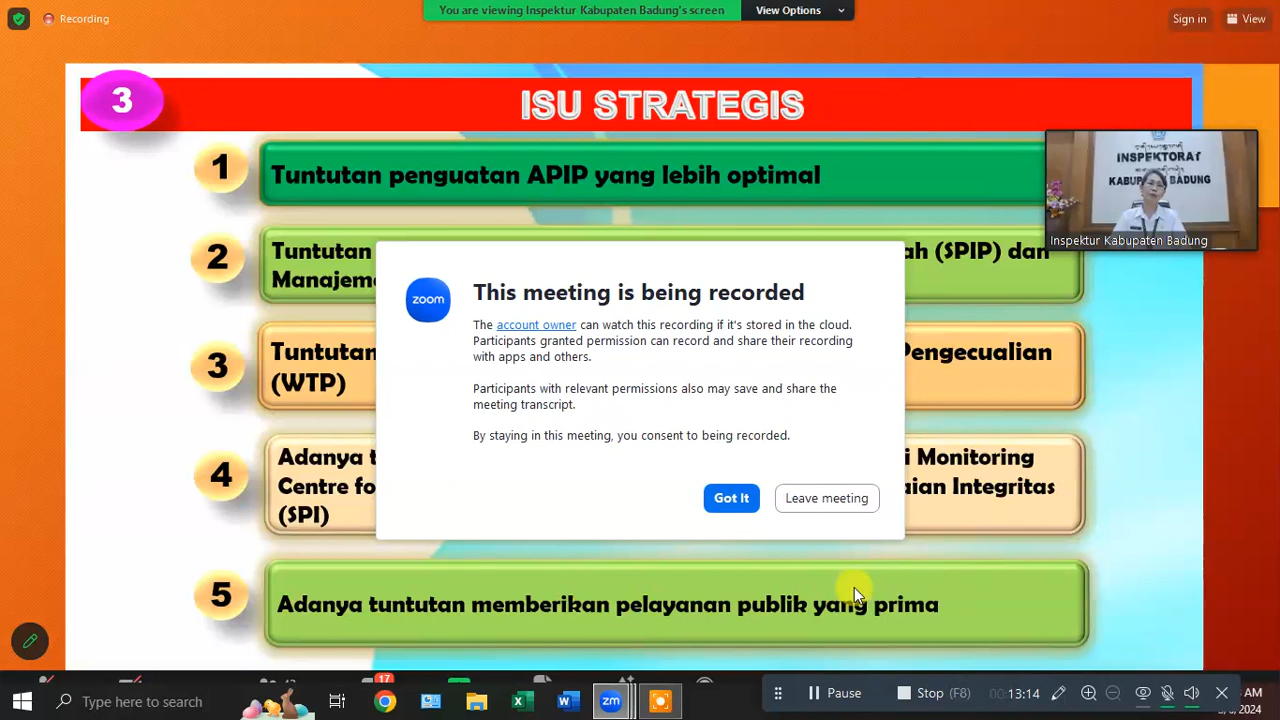 Recording
You are viewing Inspektur Kabupaten Badung's screen
View Options
Sign in
View
3
ISU STRATEGIS
1
Tuntutan penguatan APIP yang lebih optimal
INSPEKTORAT
KABUPATEN BADUNG
Inspektur Kabupaten Badung
2
Tuntutan
(SPIP) dan
3
Tuntutan
Pengecualian
(WTP)
4
Adanya
Monitoring
Centre
Integritas
(SPI)
5
Adanya tuntutan memberikan pelayanan publik yang prima
zoom
This meeting is being recorded
The account owner can watch this recording if it's stored in the cloud.
Participants granted permission can record and share their recording
with apps and others.
Participants with relevant permissions also may save and share the
meeting transcript.
By staying in this meeting, you consent to being recorded.
Got It
Leave meeting
17
Type here to search
zm
Pause
Stop (F8)
00:13:14